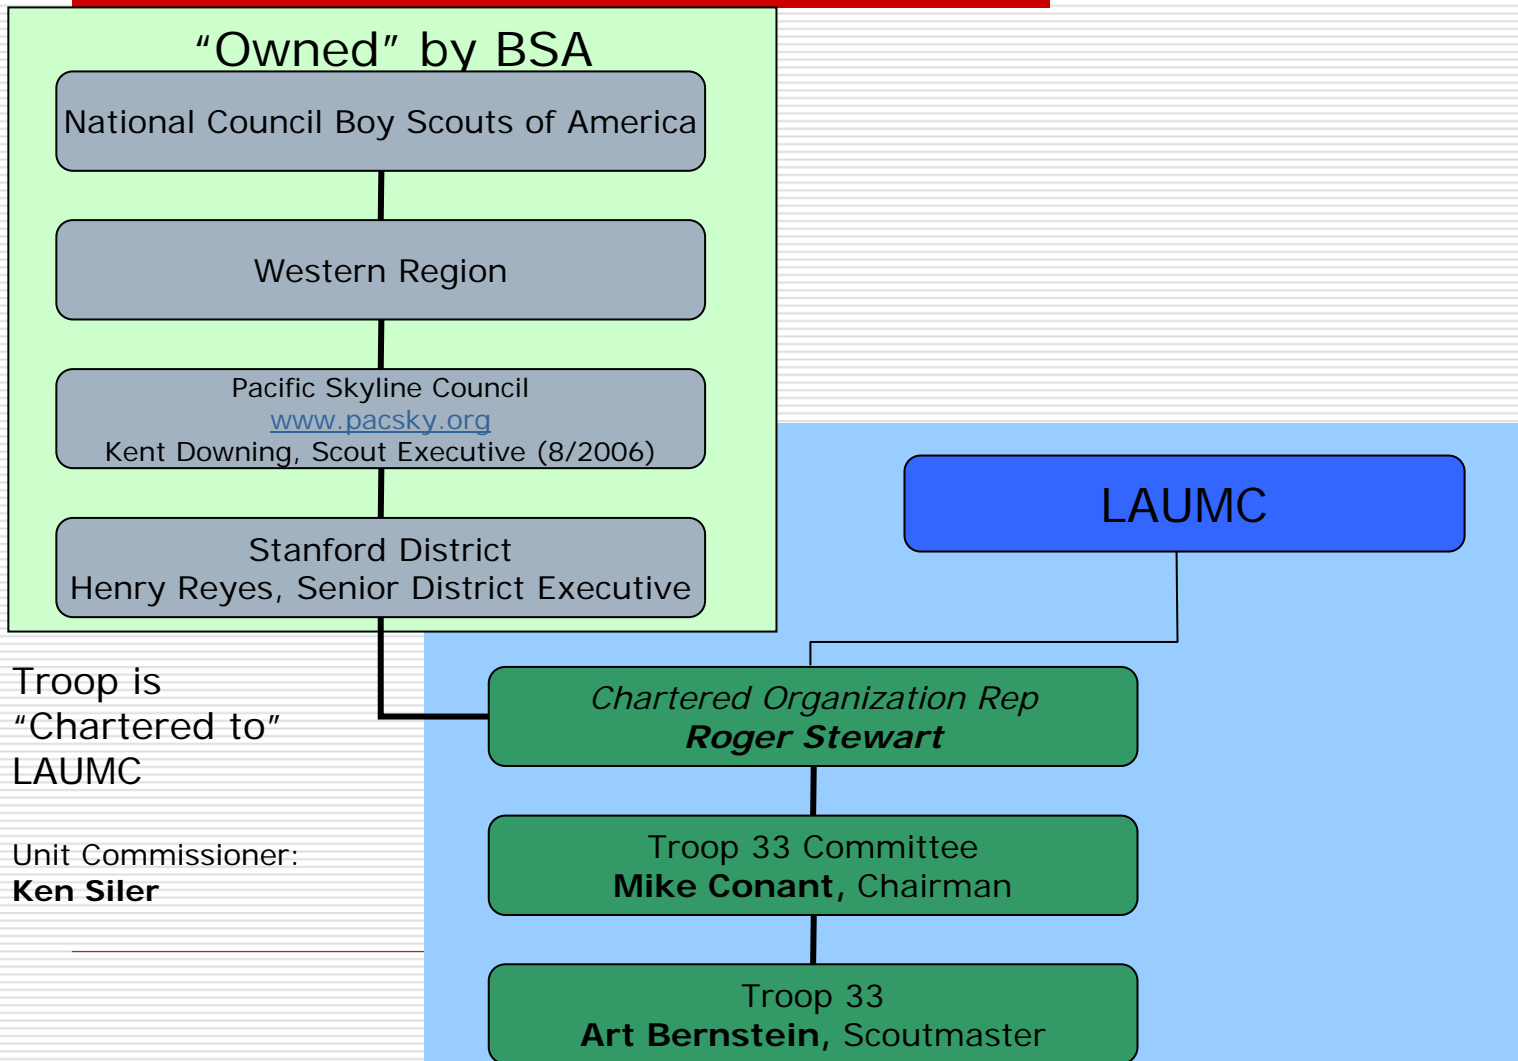 “Owned” by BSA
National Council Boy Scouts of America
Western Region
Pacific Skyline Council
www.pacsky.org
Kent Downing, Scout Executive (8/2006)
Stanford District
Henry Reyes, Senior District Executive
LAUMC
Troop is
“Chartered to”
LAUMC
Unit Commissioner:
Ken Siler
Chartered Organization Rep
Roger Stewart
Troop 33 Committee
Mike Conant, Chairman
Troop 33
Art Bernstein, Scoutmaster